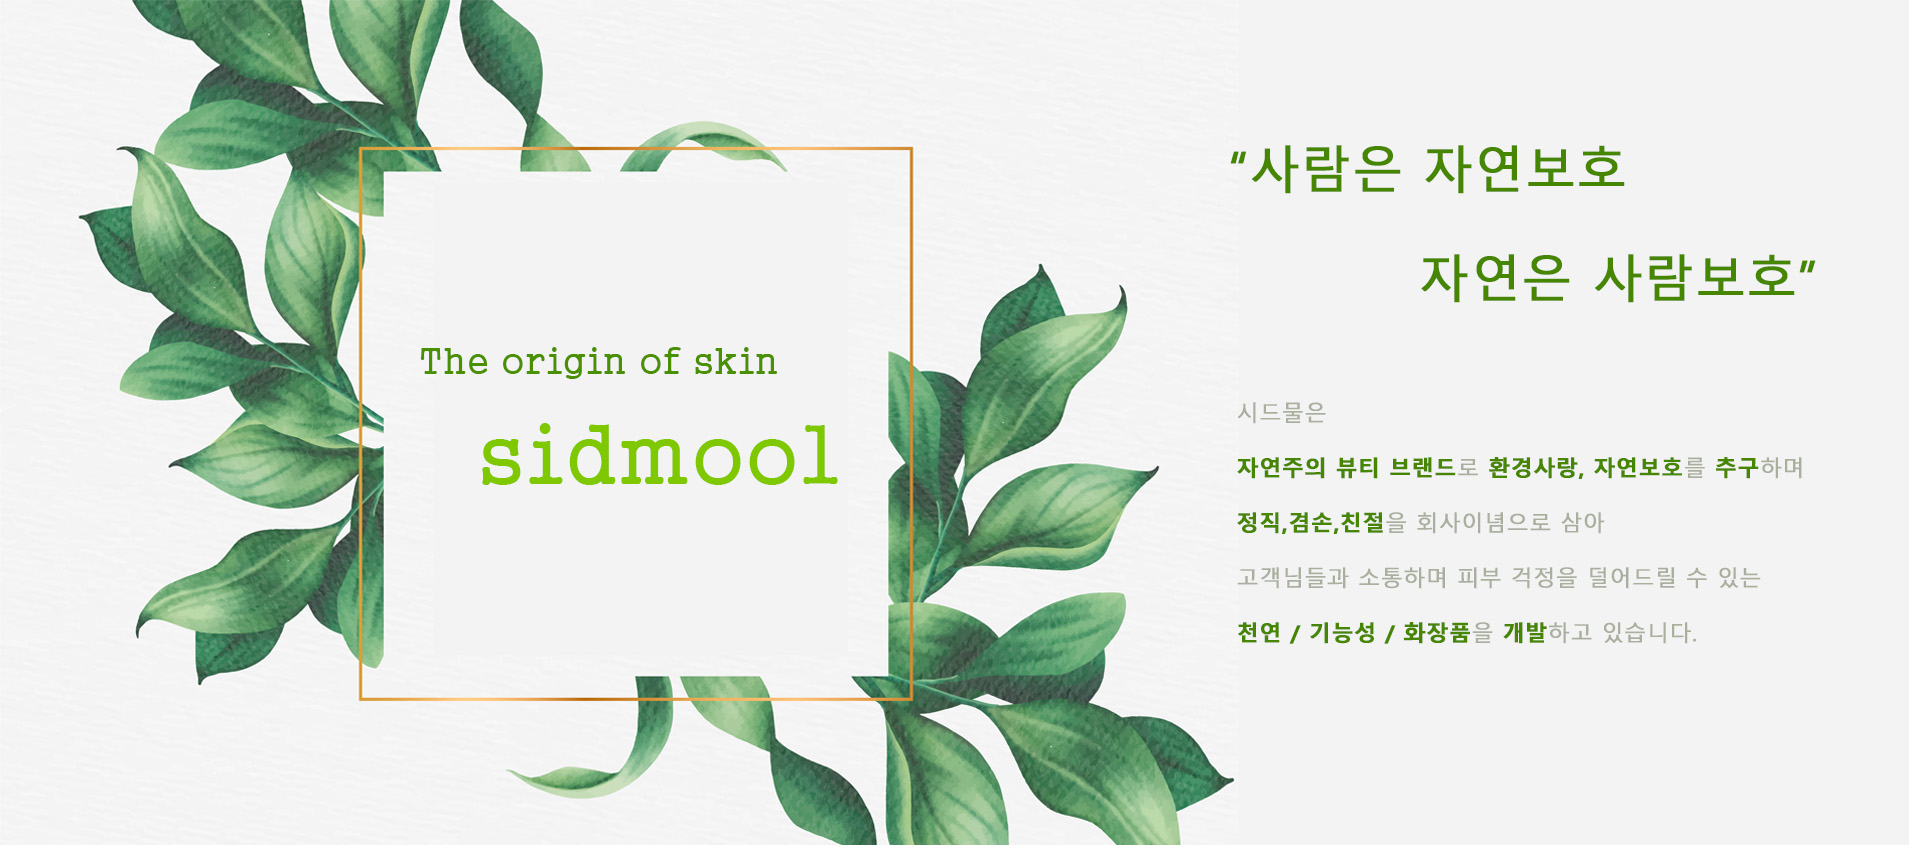 The origin of skin
sidmool
“사람은 자연보호
자연은 사람보호”
시드물은
자연주의 뷰티 브랜드로 환경사랑, 자연보호를 추구하며
정직,겸손,친절을 회사이념으로 삼아
고객님들과 소통하며 피부 걱정을 덜어드릴 수 있는
천연 / 기능성 / 화장품을 개발하고 있습니다.